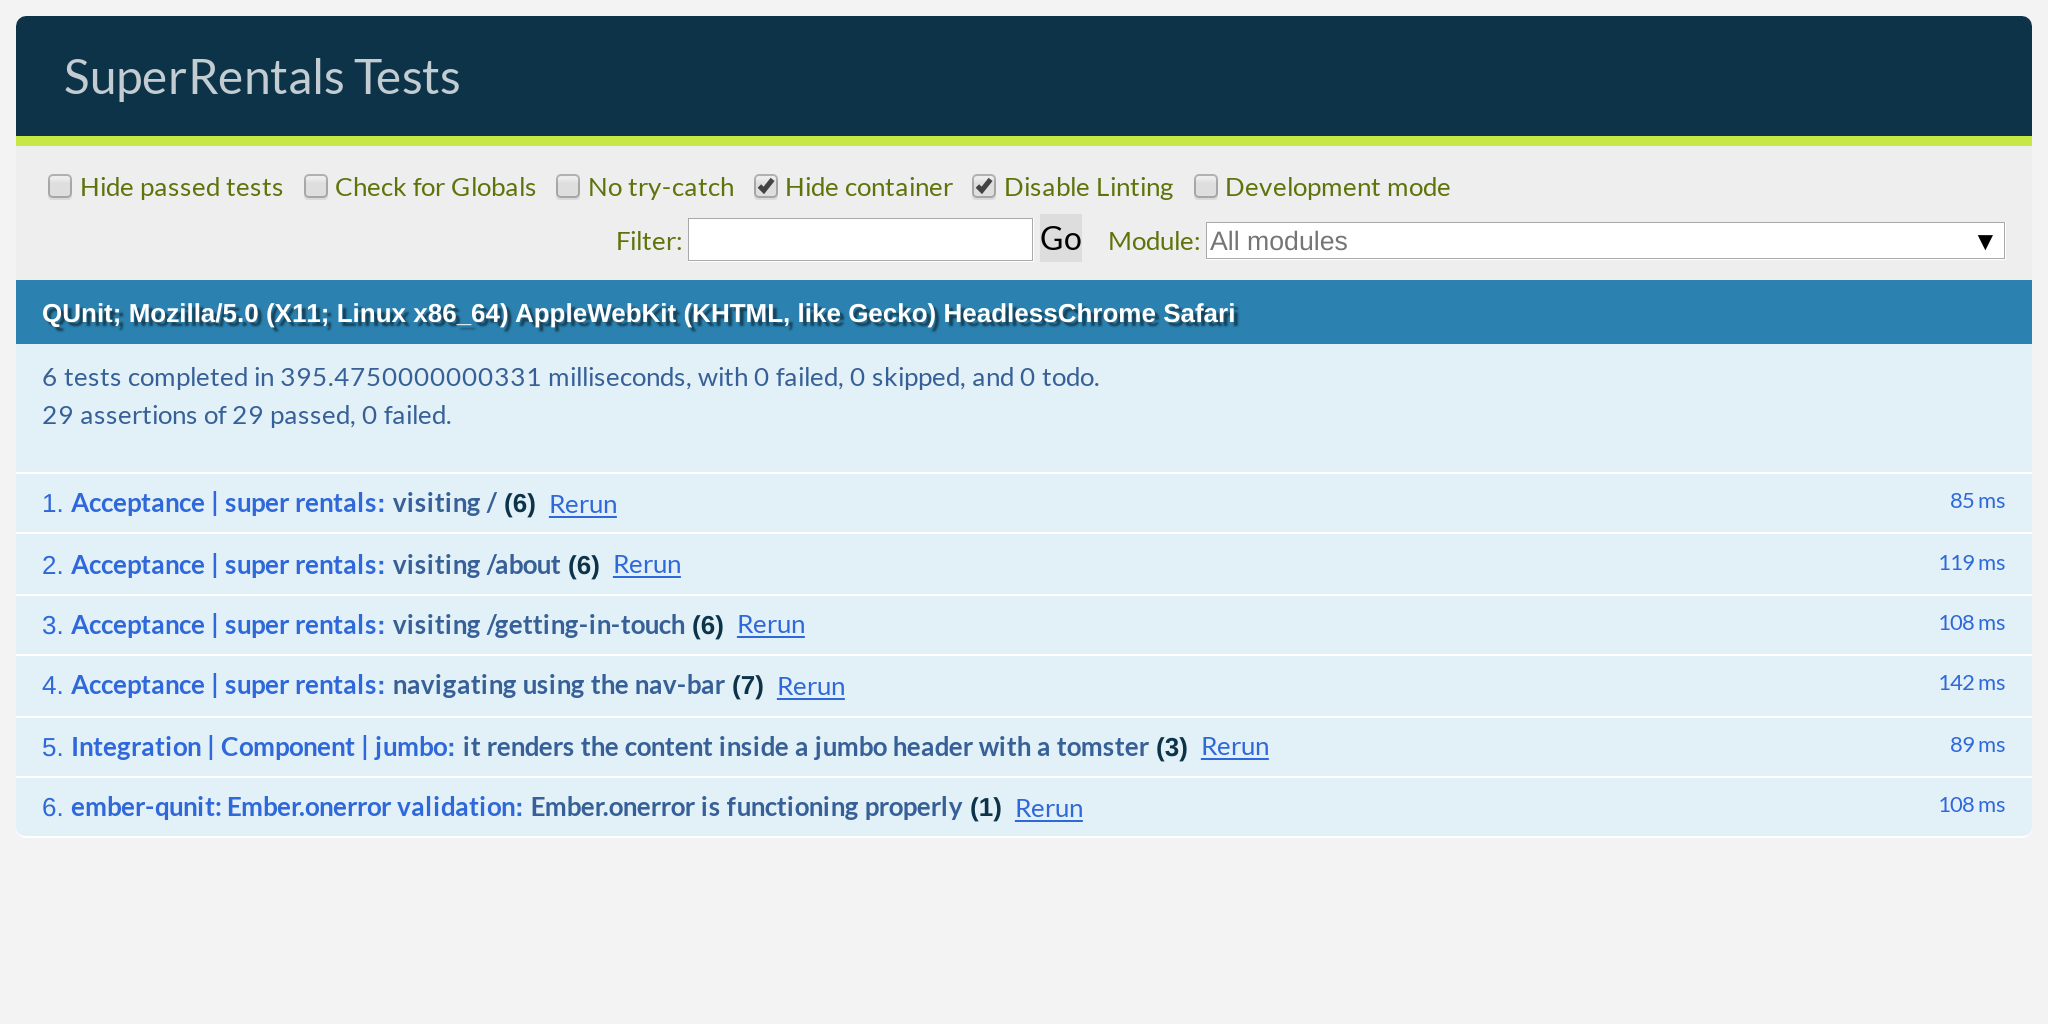 SuperRentals Tests
Hide passed tests Check for Globals No try-catch Hide container Disable Linting Development mode
Filter: Go Module: All modules ▼
QUnit; Mozilla/5.0 (X11; Linux x86_64) AppleWebKit (KHTML, like Gecko) HeadlessChrome Safari
6 tests completed in 395.4750000000331 milliseconds, with 0 failed, 0 skipped, and 0 todo.
29 assertions of 29 passed, 0 failed.
1. Acceptance | super rentals: visiting / (6) Rerun 85 ms
2. Acceptance | super rentals: visiting /about (6) Rerun 119 ms
3. Acceptance | super rentals: visiting /getting-in-touch (6) Rerun 108 ms
4. Acceptance | super rentals: navigating using the nav-bar (7) Rerun 142 ms
5. Integration | Component | jumbo: it renders the content inside a jumbo header with a tomster (3) Rerun 89 ms
6. ember-qunit: Ember.onerror validation: Ember.onerror is functioning properly (1) Rerun 108 ms